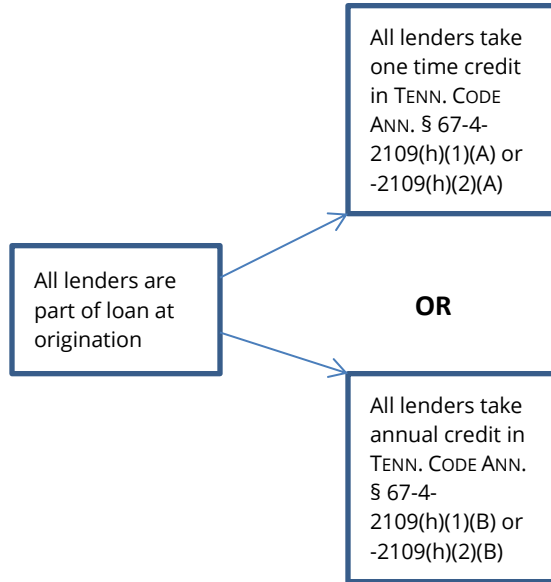 All lenders take
one time credit
in TENN. CODE
ANN. § 67-4-
2109(h)(1)(A) or
-2109(h)(2)(A)
All lenders are
part of loan at
origination
OR
All lenders take
annual credit in
TENN. CODE ANN.
§ 67-4-
2109(h)(1)(B) or
-2109(h)(2)(B)